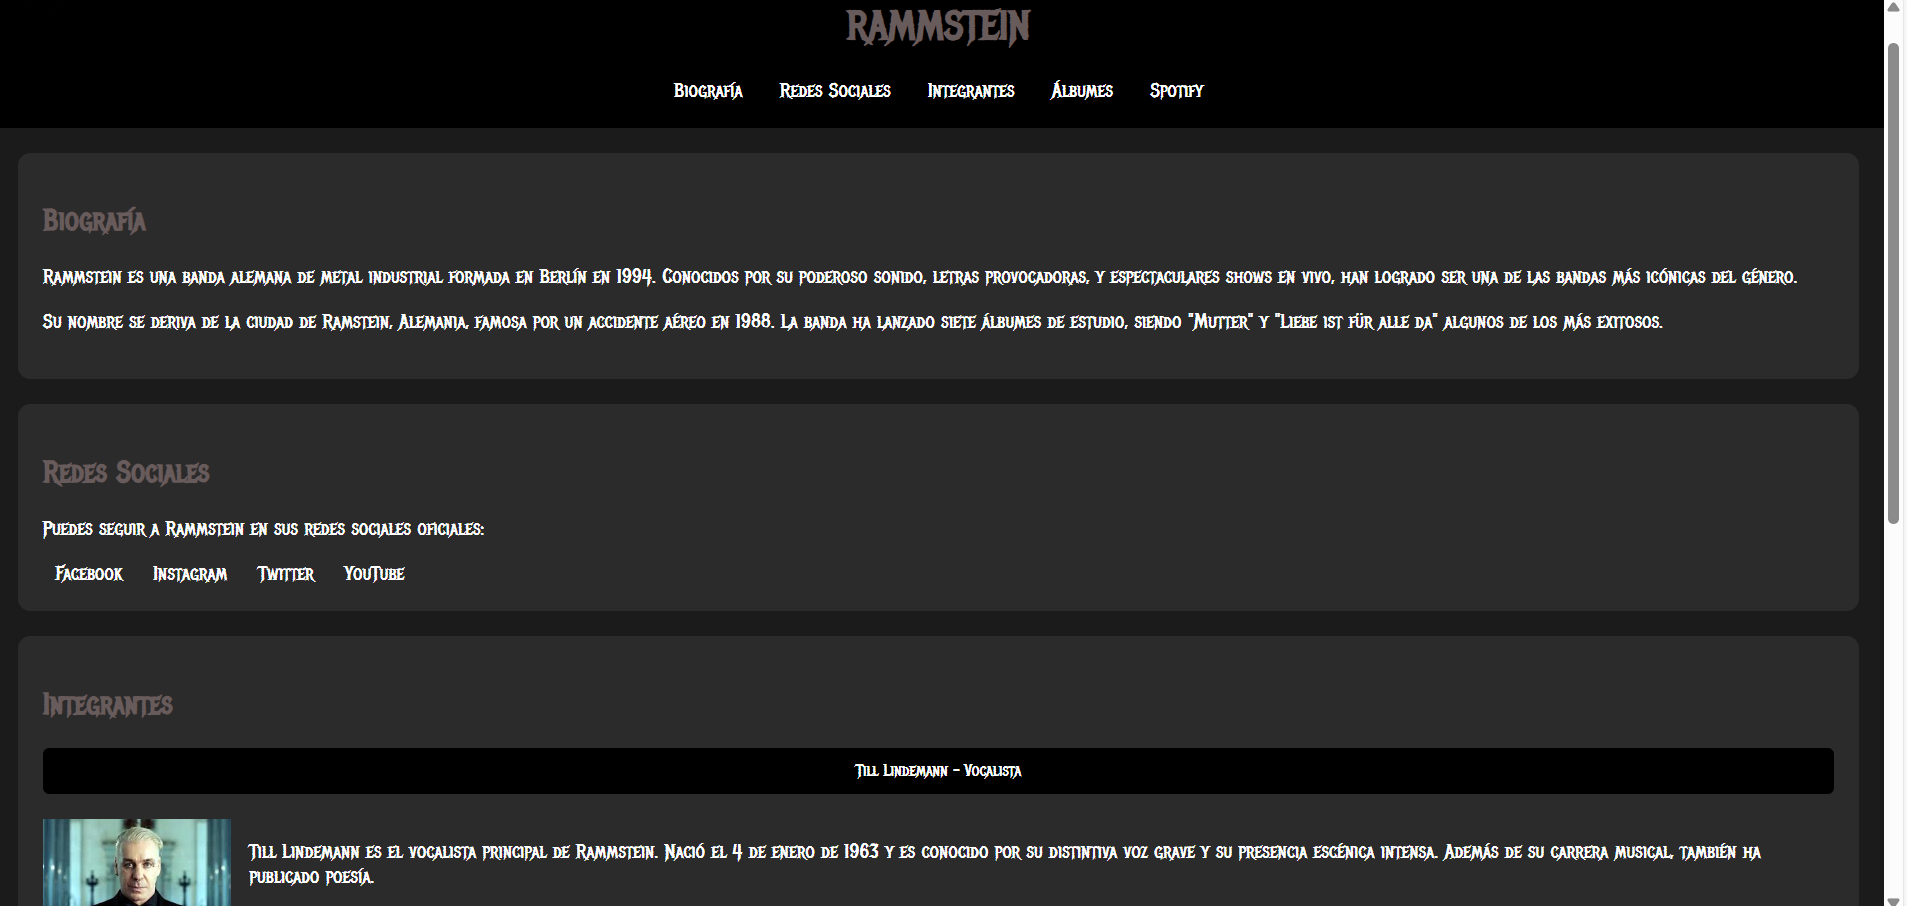 RAMMSTEIN
Biografía Redes Sociales Integrantes Álbumes Spotify
Biografía
Rammstein es una banda alemana de metal industrial formada en Berlín en 1994. Conocidos por su poderoso sonido, letras provocadoras, y espectaculares shows en vivo, han logrado ser una de las bandas más icónicas del género.
Su nombre se deriva de la ciudad de Ramstein, Alemania, famosa por un accidente aéreo en 1988. La banda ha lanzado siete álbumes de estudio, siendo "Mutter" y "Liebe ist für alle da" algunos de los más exitosos.
Redes Sociales
Puedes seguir a Rammstein en sus redes sociales oficiales:
Facebook Instagram Twitter YouTube
Integrantes
Till Lindemann - Vocalista
Till Lindemann es el vocalista principal de Rammstein. Nació el 4 de enero de 1963 y es conocido por su distintiva voz grave y su presencia escénica intensa. Además de su carrera musical, también ha
publicado poesía.